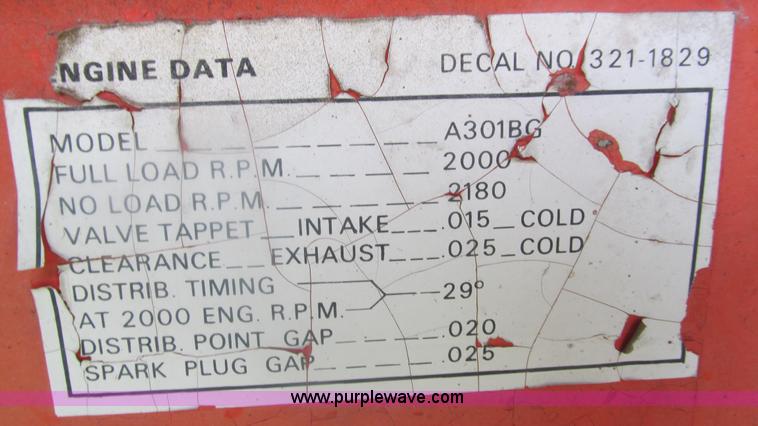 NGINE DATA DECAL NO. 321-1829
MODEL _ _ _ _ _ _ _ _ _ A301BG
FULL LOAD R.P.M. _ _ _ _ 2000
NO LOAD R.P.M. _ _ _ _ _ 2180
VALVE TAPPET _ _ INTAKE _ _ _ .015 _ COLD
CLEARANCE _ _ EXHAUST _ _ _ .025 _ COLD
DISTRIB. TIMING
AT 2000 ENG. R.P.M. 29°
DISTRIB. POINT GAP _ _ _ _ .020
SPARK PLUG GAP _ _ _ _ _ .025
www.purplewave.com